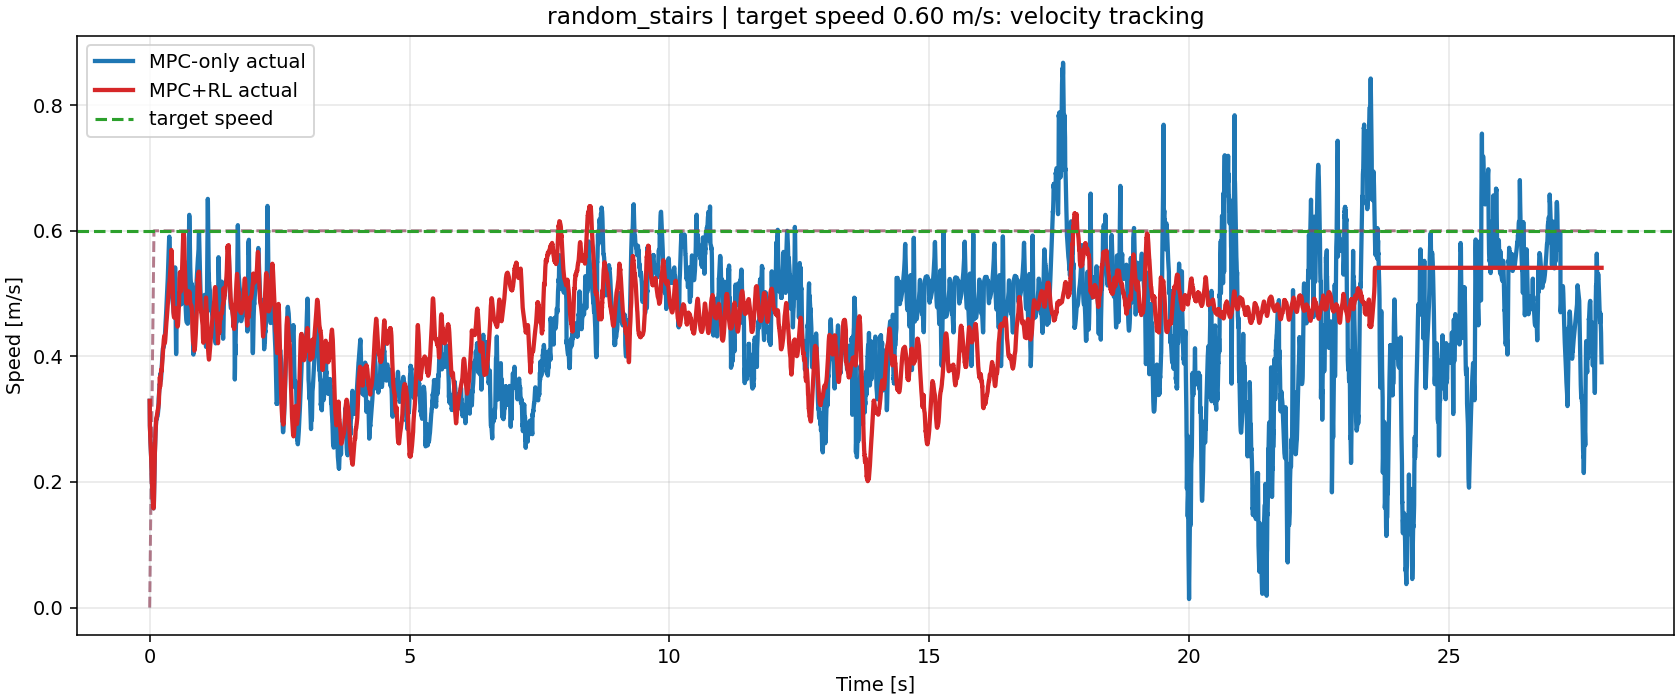 random_stairs | target speed 0.60 m/s: velocity tracking
MPC-only actual
MPC+RL actual
target speed
Speed [m/s]
0.8
0.6
0.4
0.2
0.0
0 5 10 15 20 25
Time [s]